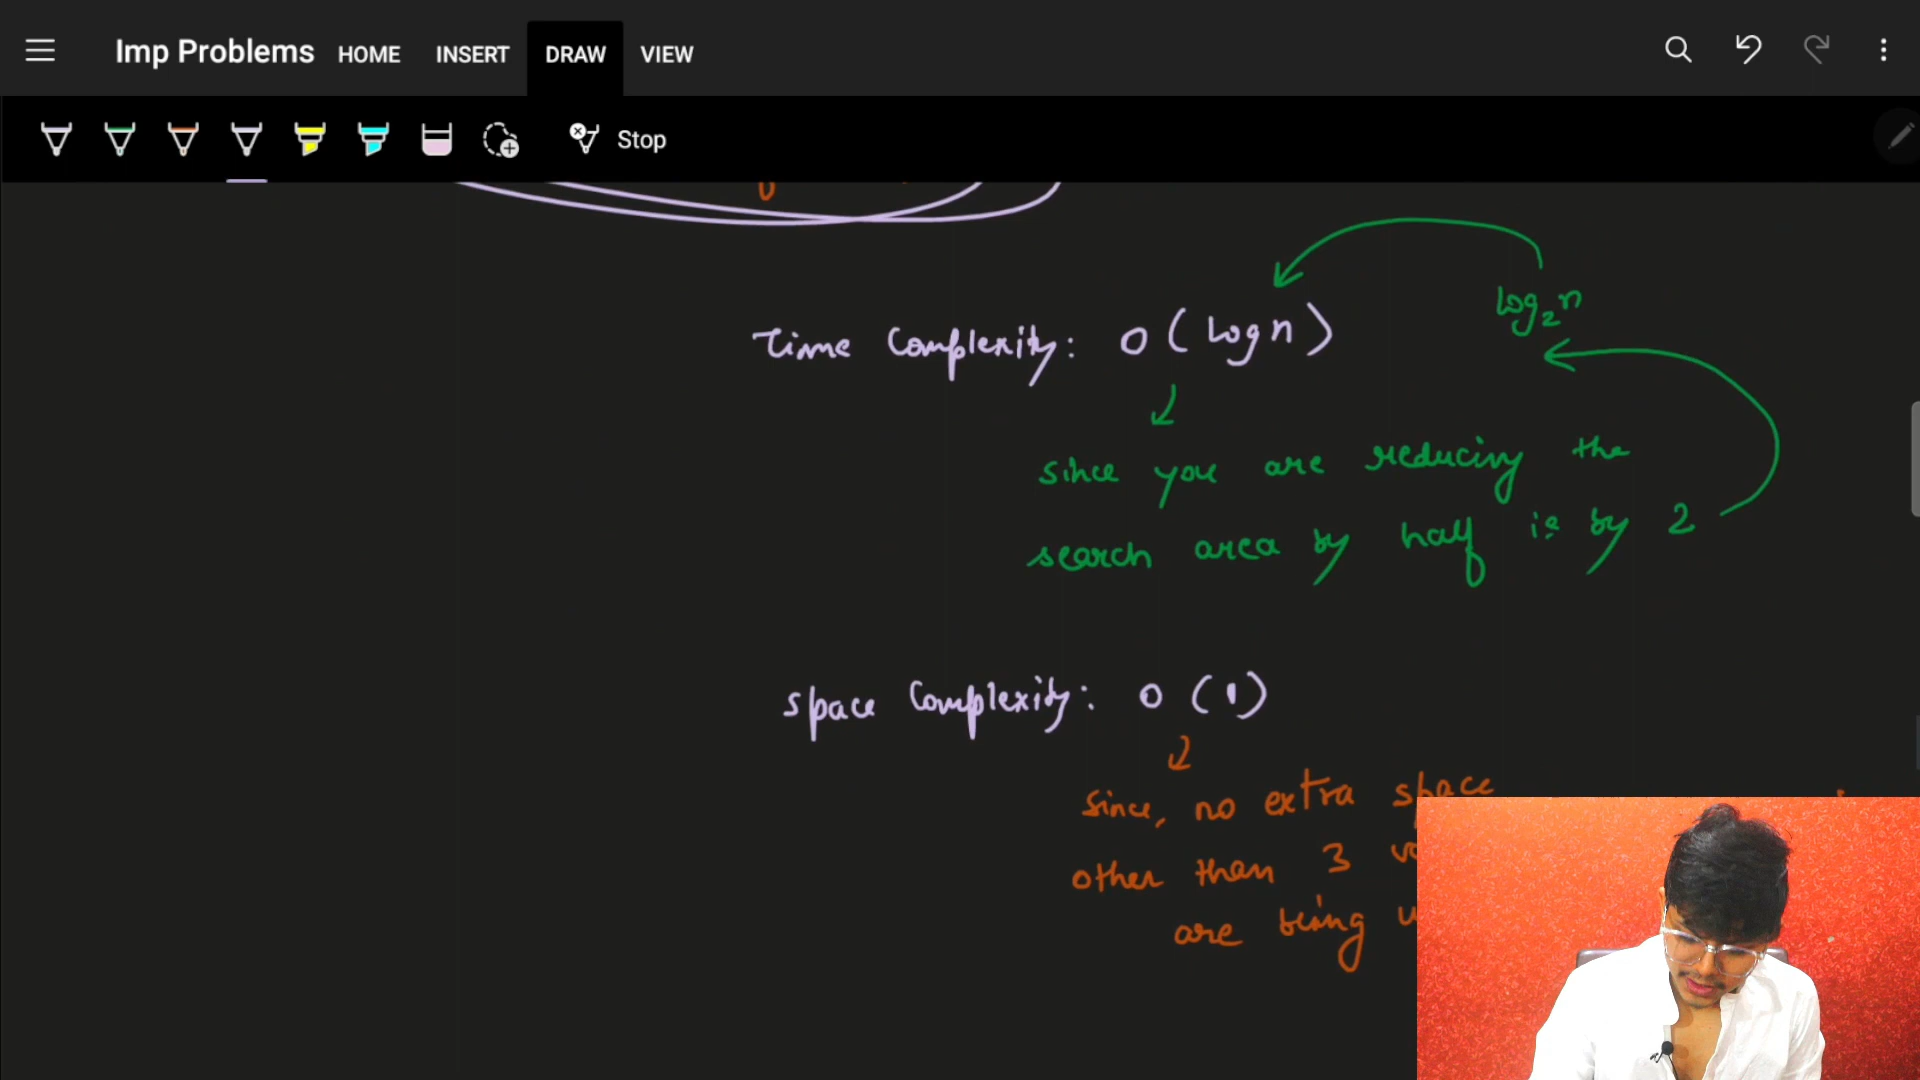 Imp Problems HOME INSERT DRAW VIEW
Stop
log₂n
Time Complexity: O (log n)
since you are reducing the
search area by half ie by 2
Space Complexity: O (1)
Since, no extra space
other than 3
are being